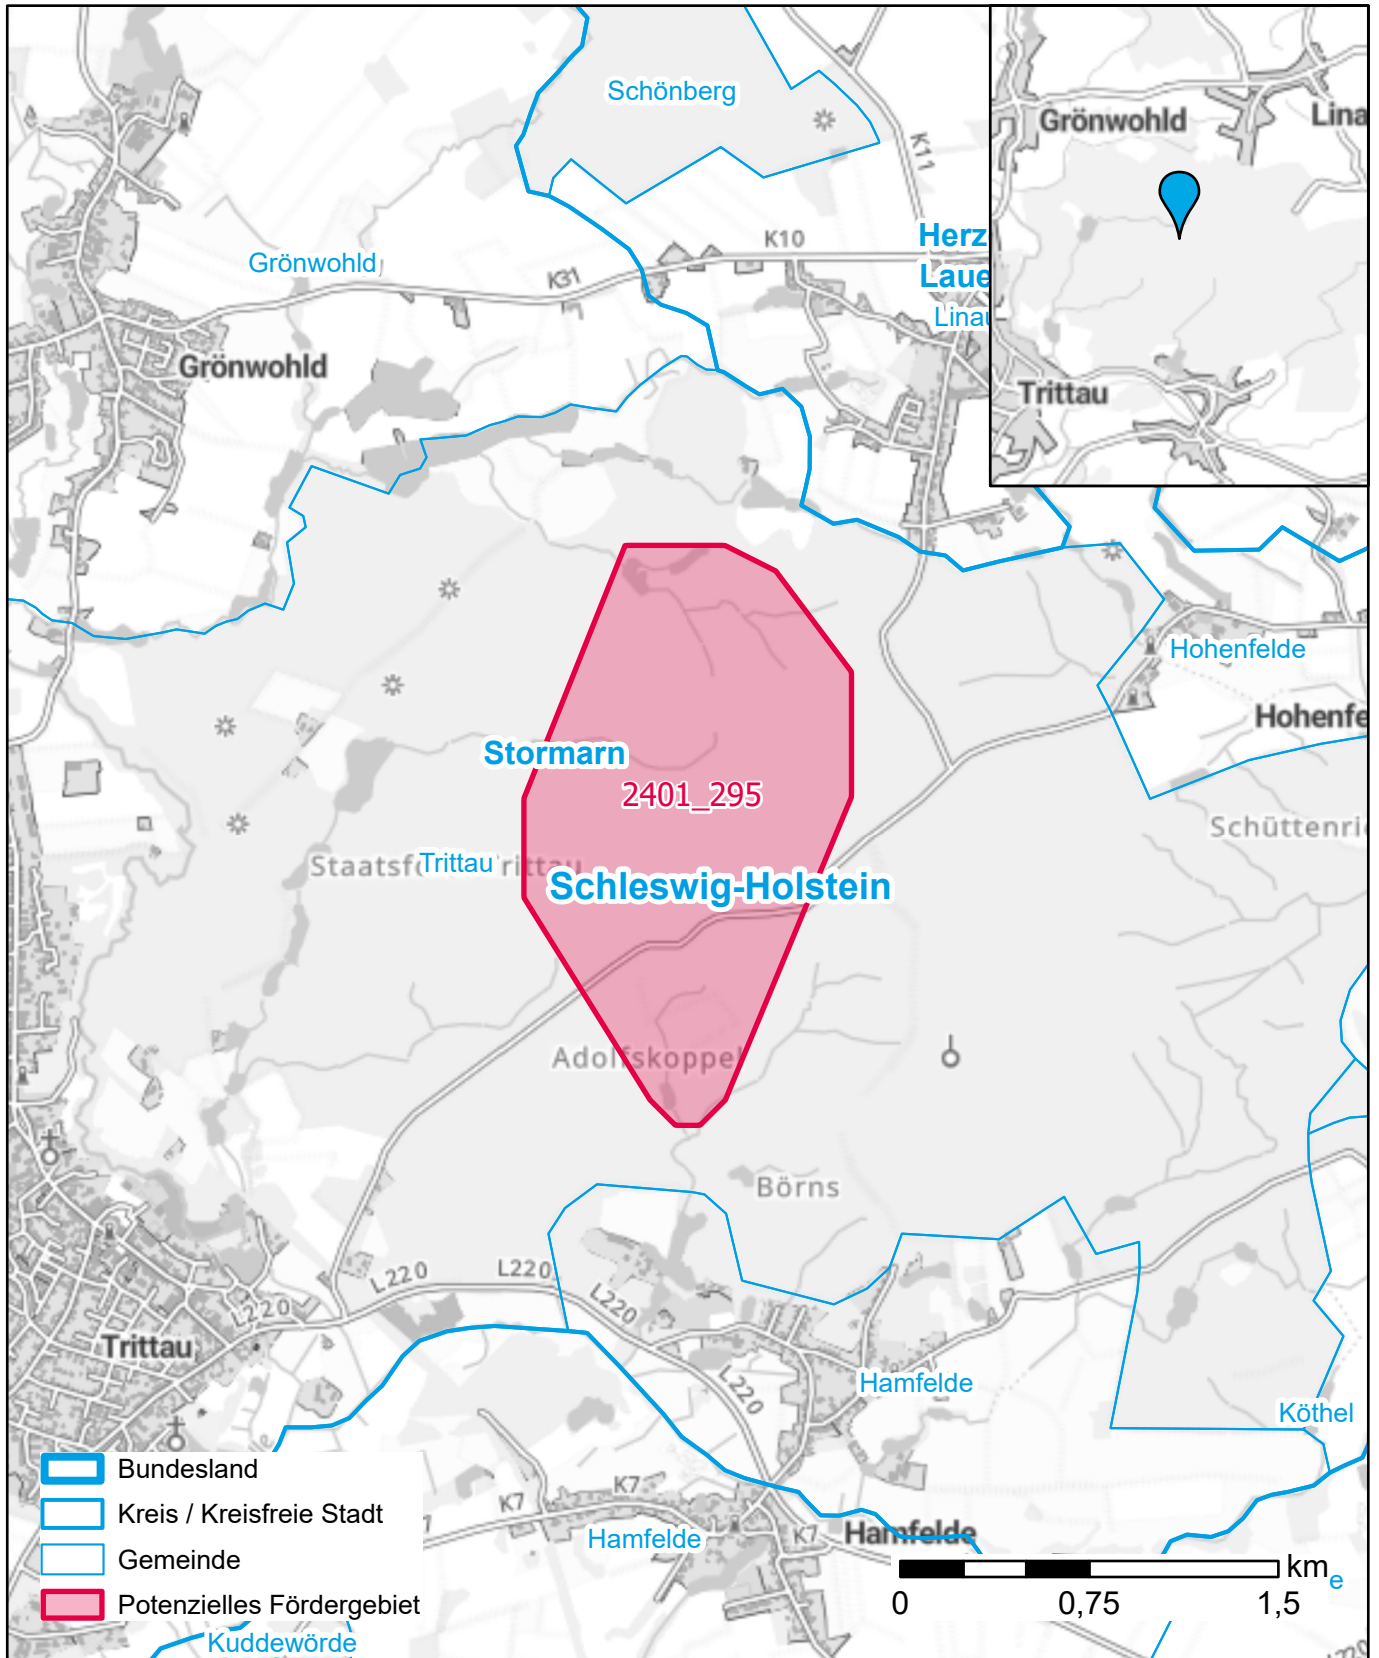 Schönberg
K11
Grönwohld
Lina
Trittau
K10
Herz
Laue
Linau
Grönwohld
K31
Grönwohld
Hohenfelde
Hohenfe
Stormarn
2401_295
Schüttenri
Staatsf
Trittau
rittau
Schleswig-Holstein
Adolfskoppel
Börns
L220
L220
L220
L220
L220
Trittau
Hamfelde
Köthel
K7
K7
K7
Hamfelde
Hamfelde
Bundesland
Kreis / Kreisfreie Stadt
Gemeinde
Potenzielles Fördergebiet
km
e
0
0,75
1,5
Kuddewörde